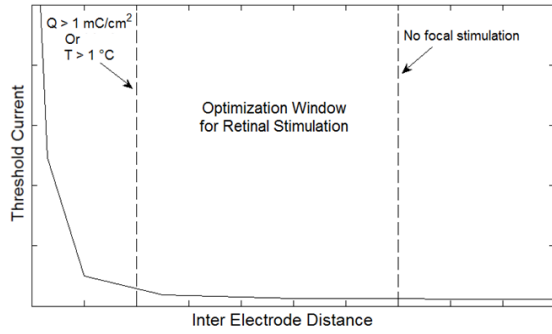 Q > 1 mC/cm²
Or
T > 1 °C
No focal stimulation
Optimization Window
for Retinal Stimulation
Threshold Current
Inter Electrode Distance